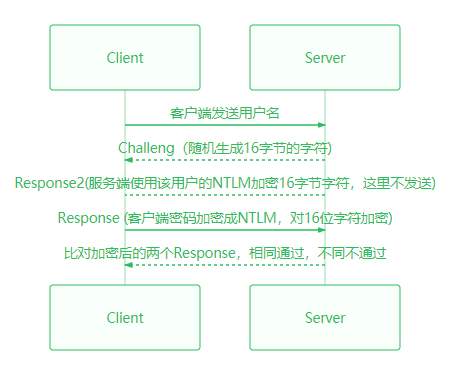 Client Server
客户端发送用户名
Challeng（随机生成16字节的字符)
Response2(服务端使用该用户的NTLM加密16字节字符，这里不发送)
Response (客户端密码加密成NTLM，对16位字符加密)
比对加密后的两个Response，相同通过，不同不通过
Client Server